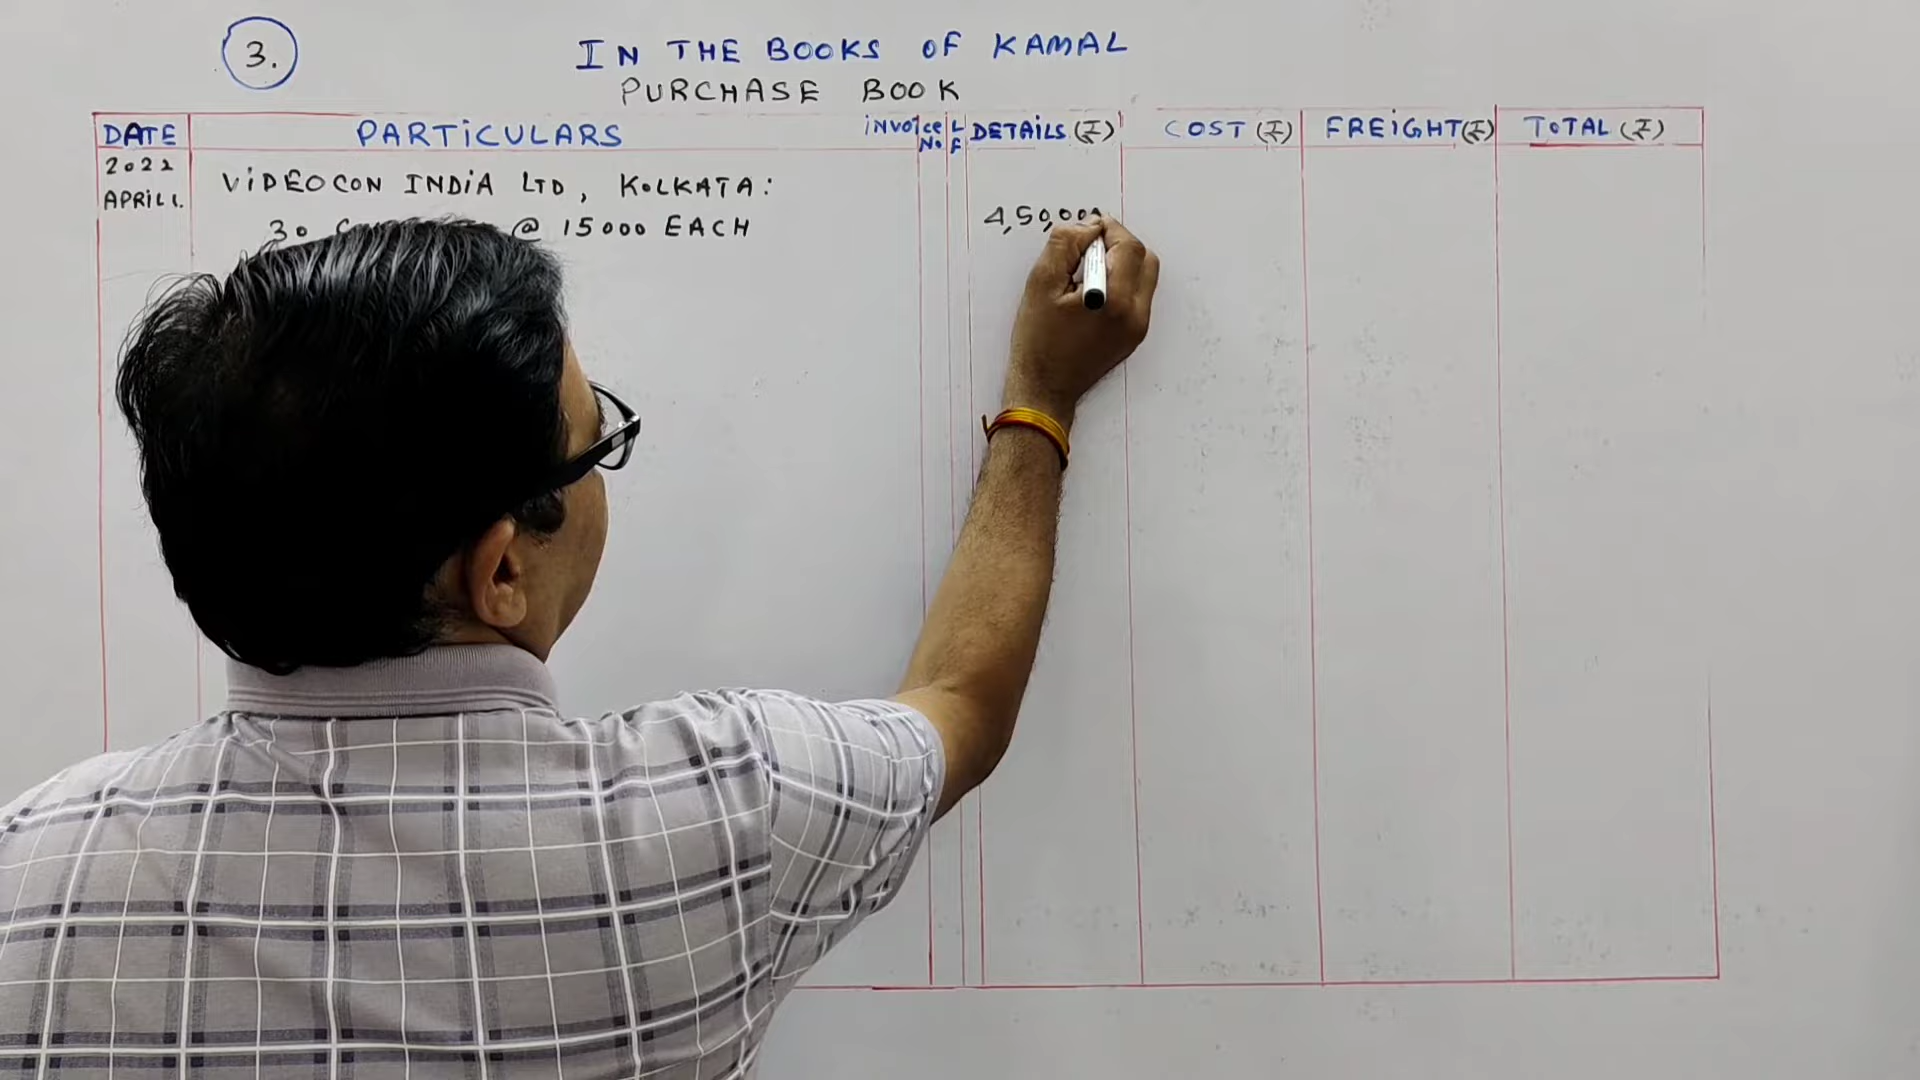 3.
IN THE BOOKS OF KAMAL
PURCHASE BOOK
DATE PARTICULARS INVOICE NO L F DETAILS (₹) COST (₹) FREIGHT (₹) TOTAL (₹)
2022
APRIL 1. VIDEOCON INDIA LTD, KOLKATA:
30 @ 15000 EACH 4,50,000